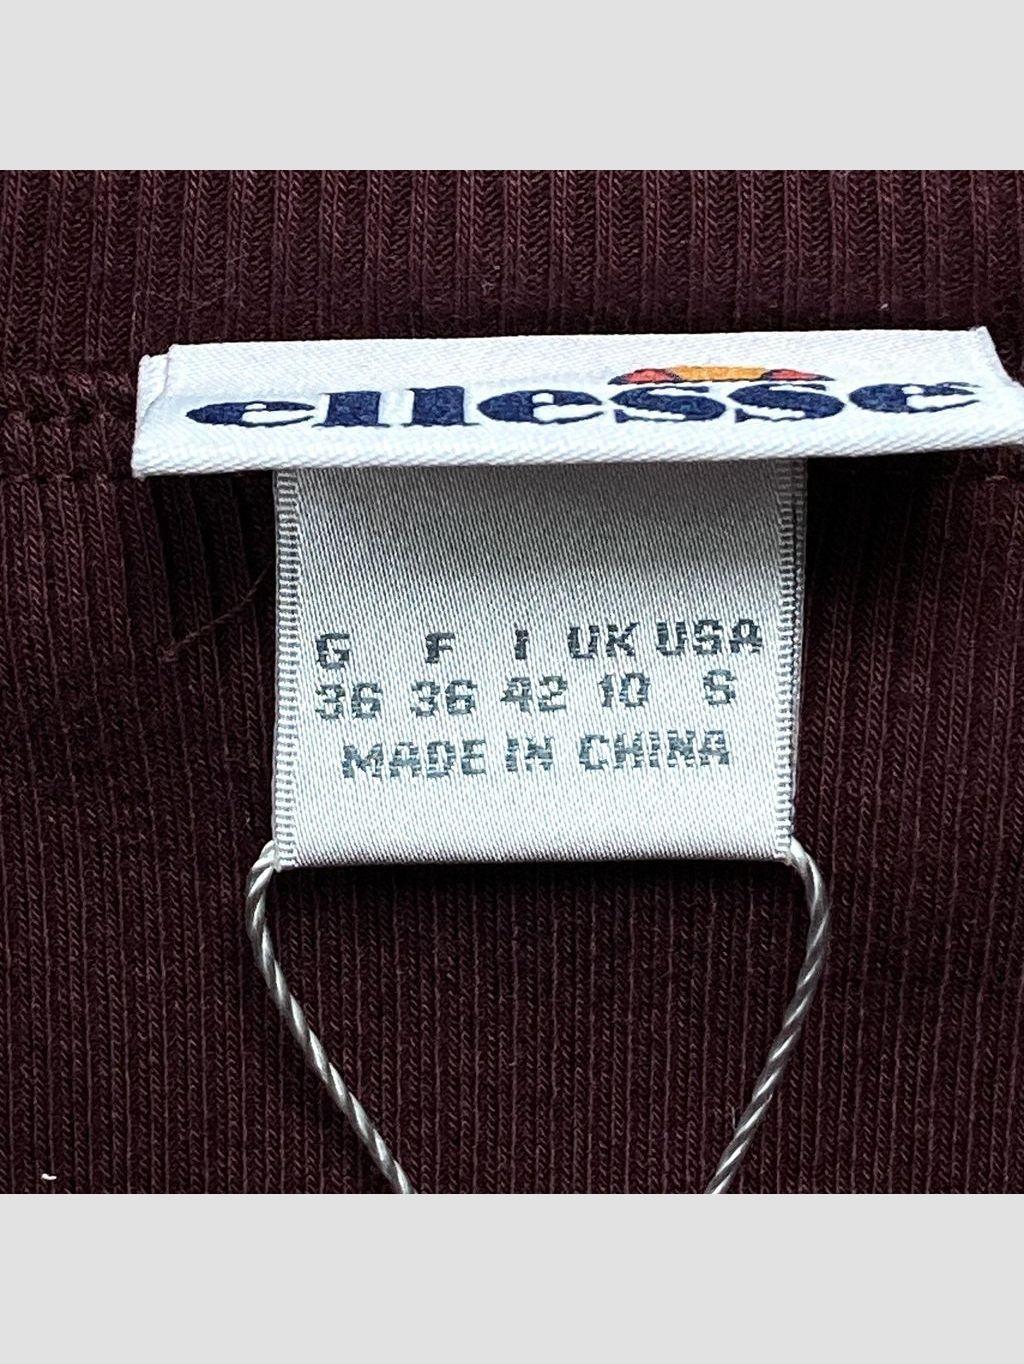 ellesse
G F I UK USA
36 36 42 10 S
MADE IN CHINA